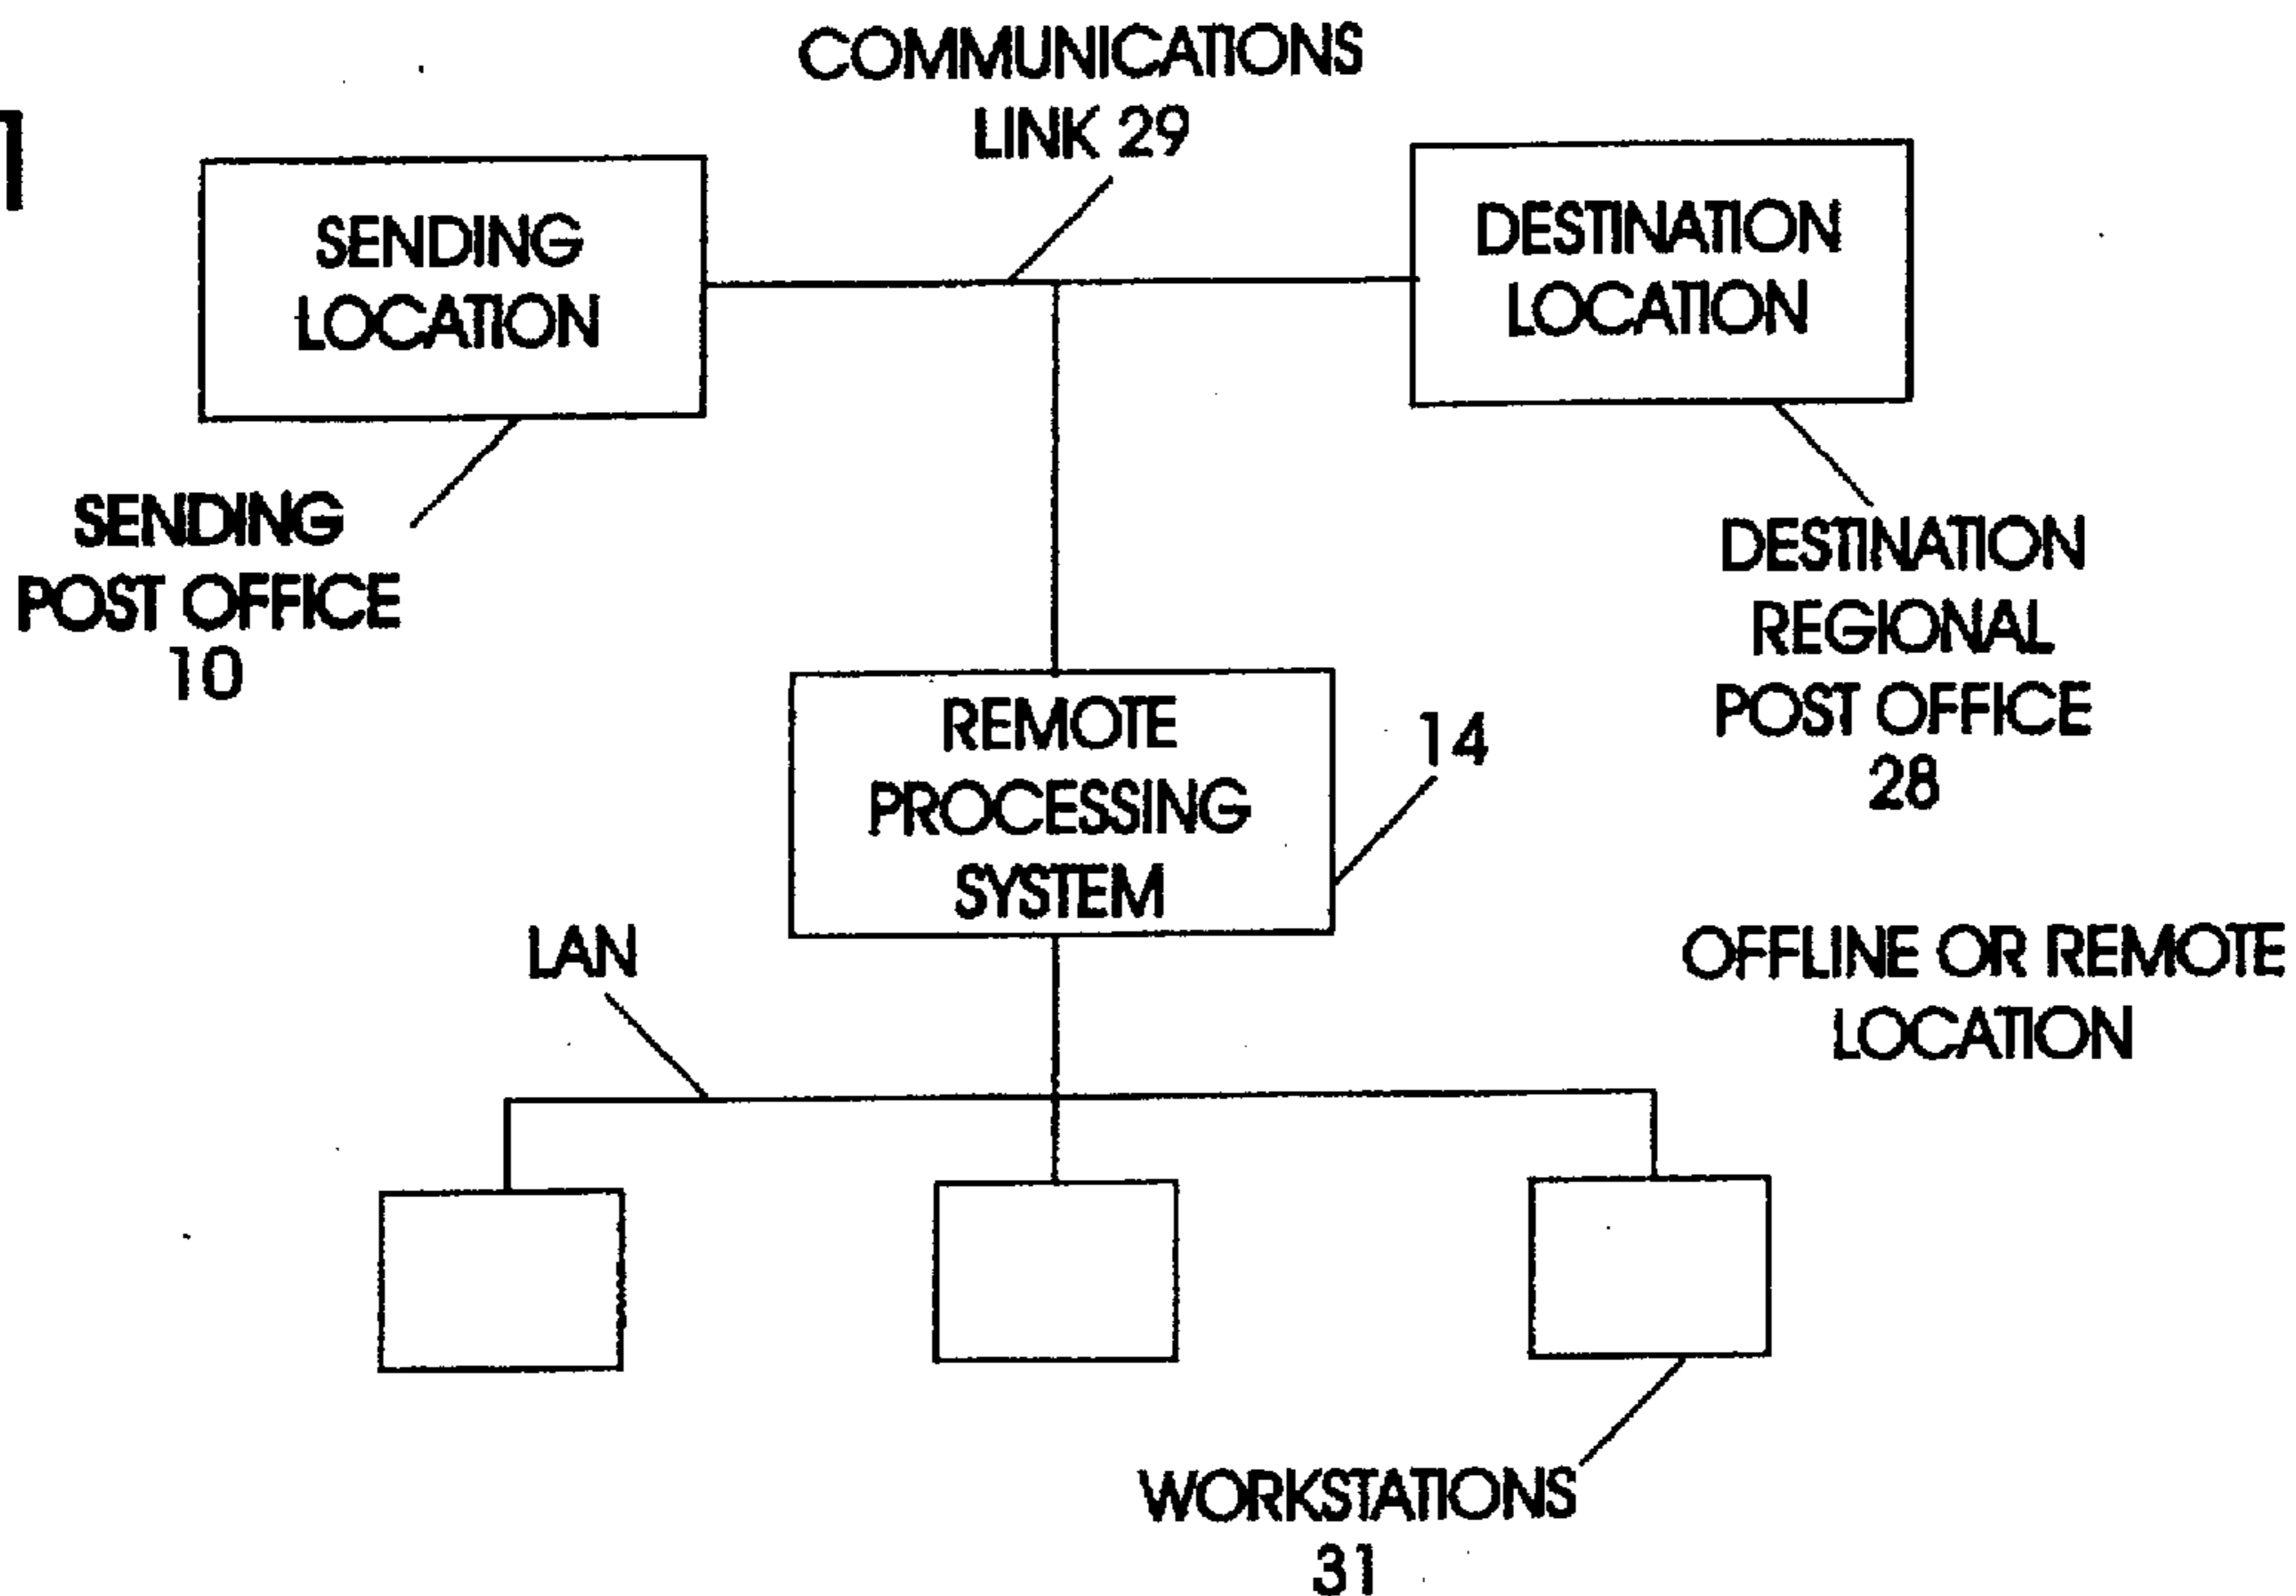 COMMUNICATIONS
LINK 29
1
SENDING
LOCATION
DESTINATION
LOCATION
SENDING
POST OFFICE
10
DESTINATION
REGIONAL
POST OFFICE
28
REMOTE
PROCESSING
SYSTEM
14
LAN
OFFLINE OR REMOTE
LOCATION
WORKSTATIONS
31